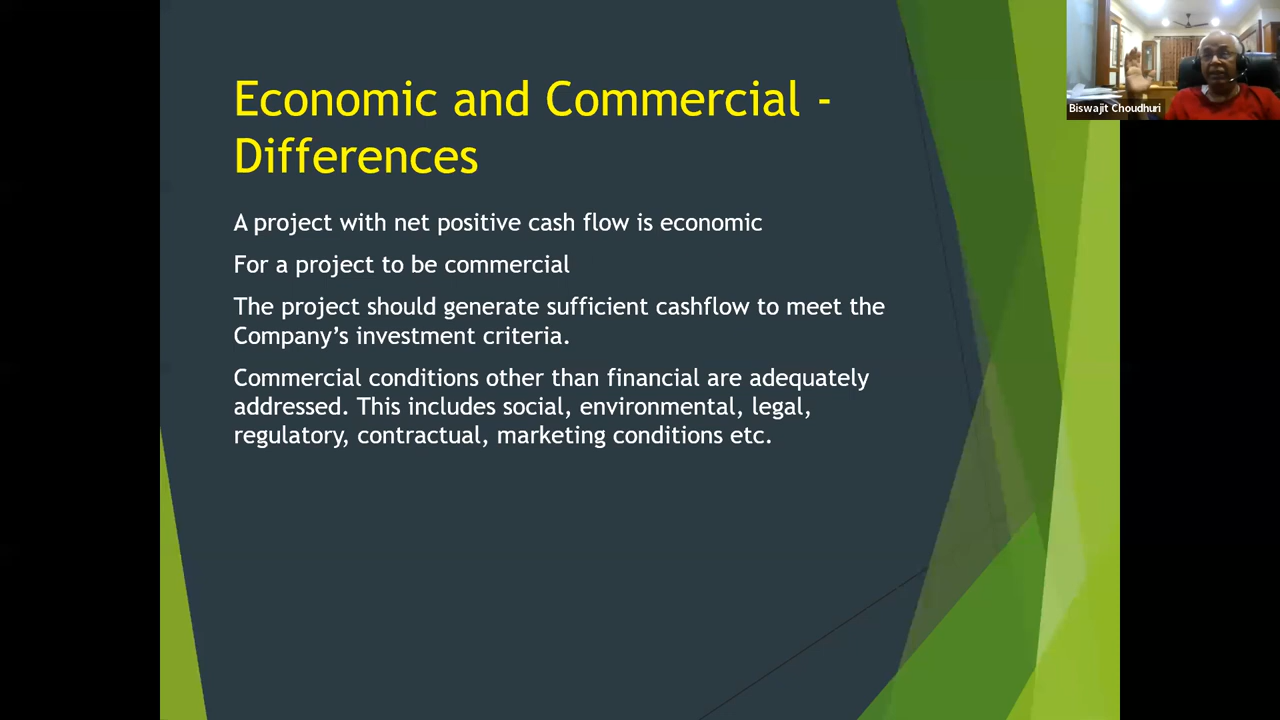 Economic and Commercial -
Differences
A project with net positive cash flow is economic
For a project to be commercial
The project should generate sufficient cashflow to meet the
Company's investment criteria.
Commercial conditions other than financial are adequately
addressed. This includes social, environmental, legal,
regulatory, contractual, marketing conditions etc.
Biswajit Choudhuri